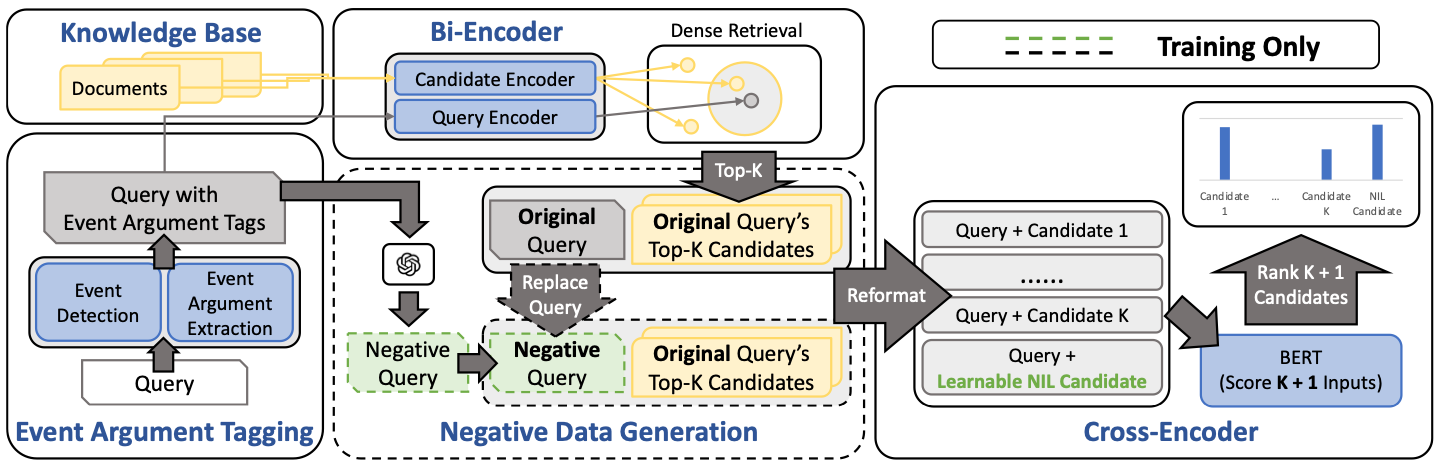 Knowledge Base
Documents
Bi-Encoder
Candidate Encoder
Query Encoder
Dense Retrieval
Training Only
Query with
Event Argument Tags
Event
Detection
Event
Argument
Extraction
Query
Event Argument Tagging
Top-K
Original
Query
Original Query's
Top-K Candidates
Replace
Query
Negative
Query
Negative
Query
Original Query's
Top-K Candidates
Negative Data Generation
Reformat
Query + Candidate 1
......
Query + Candidate K
Query +
Learnable NIL Candidate
Candidate
1
...
Candidate
K
NIL
Candidate
Rank K + 1
Candidates
BERT
(Score K + 1 Inputs)
Cross-Encoder